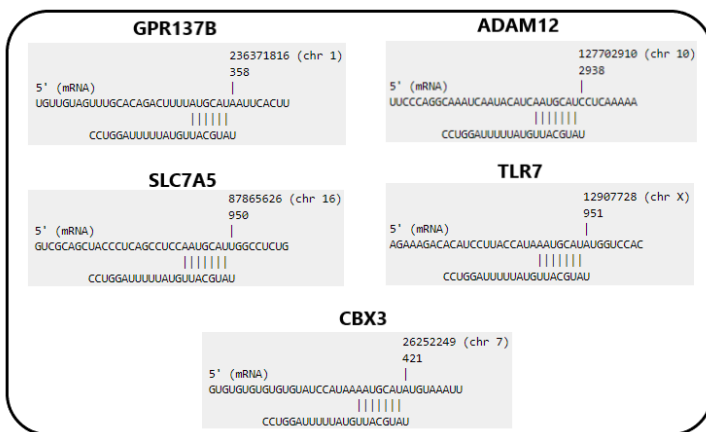 GPR137B
236371816 (chr 1)
358
5' (mRNA)
UGUUGUAGUUUGCACAGACUUUUAUGCAUAAUUCACUU
CCUGGAUUUUUAUGUUACGUAU
ADAM12
127702910 (chr 10)
2938
5' (mRNA)
UUCCCAGGCAAAUCAAUACAUCAAUGCAUCCUCAAAAA
CCUGGAUUUUUAUGUUACGUAU
SLC7A5
87865626 (chr 16)
950
5' (mRNA)
GUCGCAGCUACCCUCAGCCUCCAAUGCAUUGGCCUCUG
CCUGGAUUUUUAUGUUACGUAU
TLR7
12907728 (chr X)
951
5' (mRNA)
AGAAAGACACAUCCUUACCAUAAAUGCAUAUGGUCCAC
CCUGGAUUUUUAUGUUACGUAU
CBX3
26252249 (chr 7)
421
5' (mRNA)
GUGUGUGUGUGUGUAUCCAUAAAAUGCAUAUGUAAAUU
CCUGGAUUUUUAUGUUACGUAU